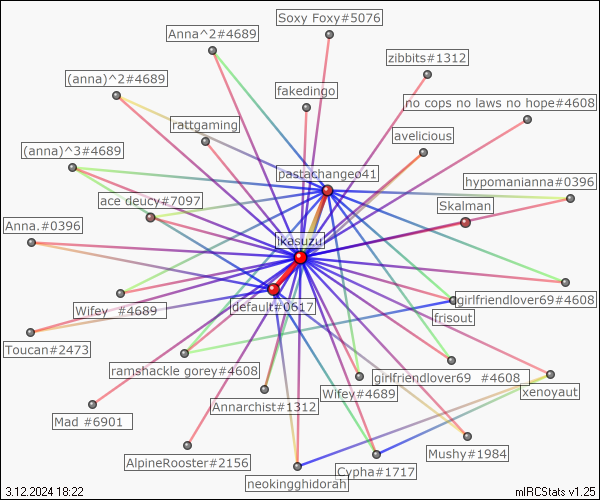 Soxy Foxy#5076
Anna^2#4689
zibbits#1312
(anna)^2#4689
fakedingo
no cops no laws no hope#4608
rattgaming
avelicious
(anna)^3#4689
pastachangeo41
hypomanianna#0396
ace deucy#7097
Skalman
Anna.#0396
ikasuzu
girlfriendlover69#4608
Wifey  #4689
default#0617
frisout
Toucan#2473
ramshackle gorey#4608
girlfriendlover69  #4608
Wifey#4689
xenoyaut
Annarchist#1312
Mad #6901
Mushy#1984
AlpineRooster#2156
Cypha#1717
neokingghidorah
3.12.2024 18:22
mIRCStats v1.25